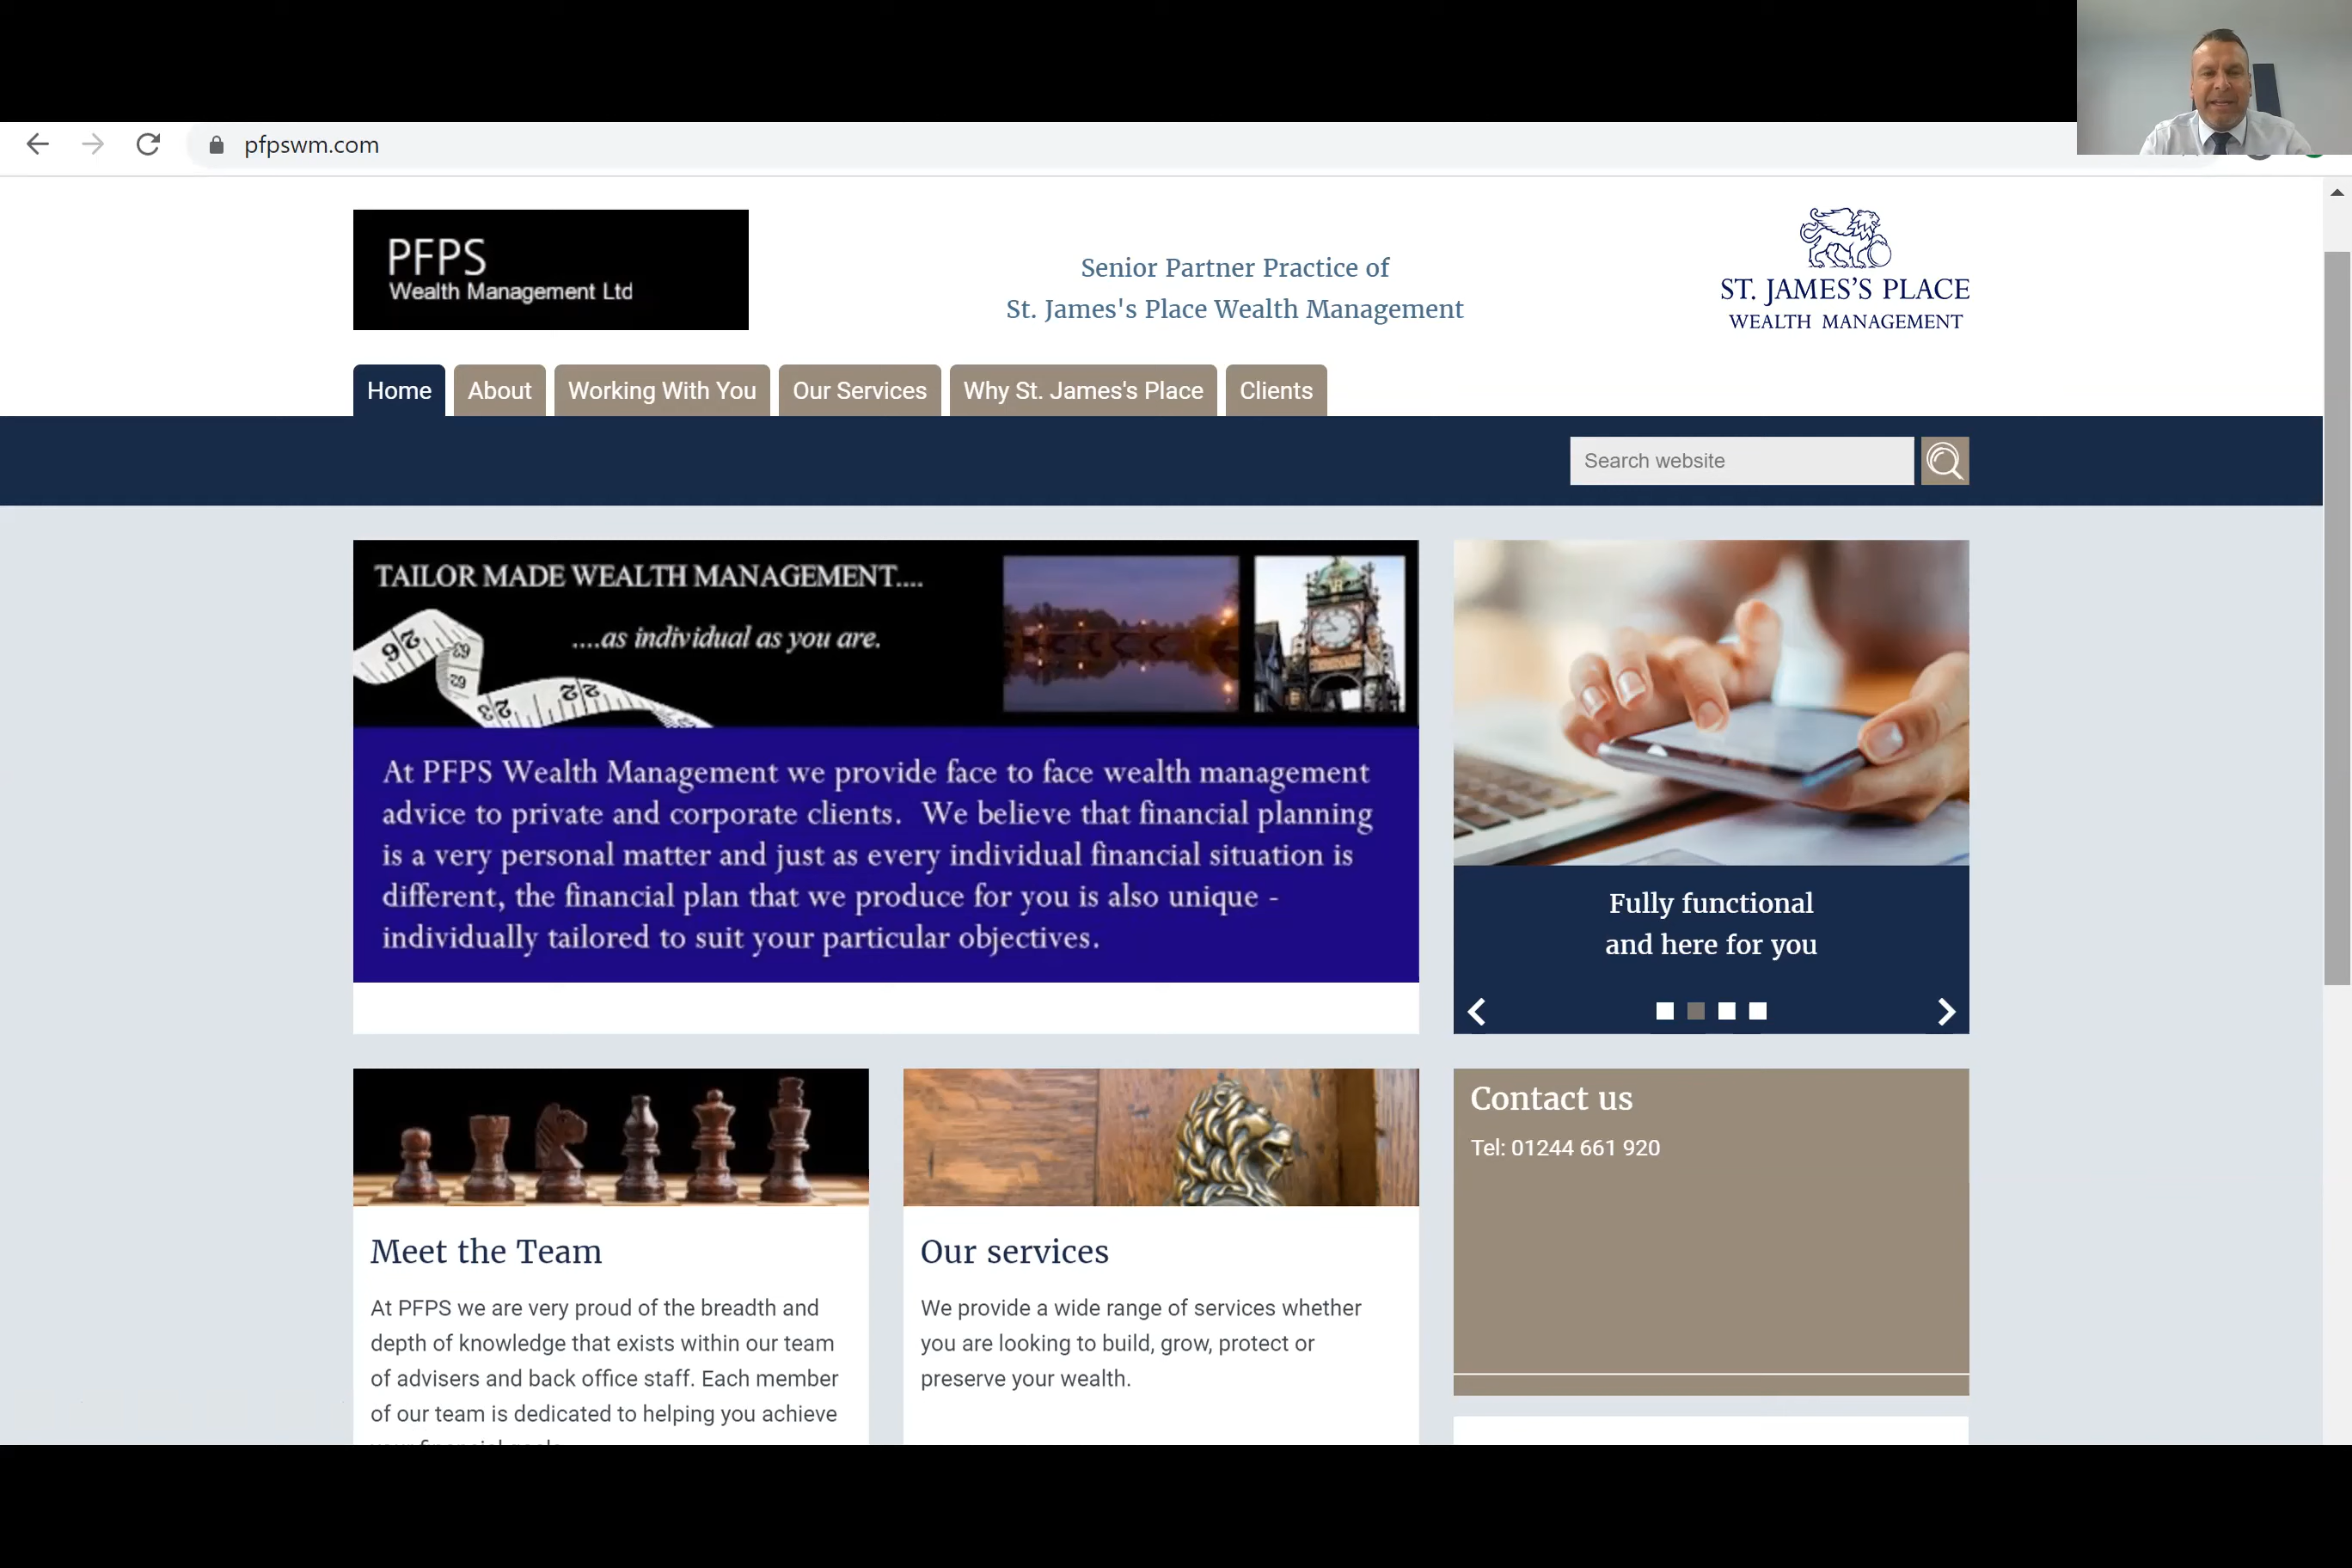 pfpswm.com
PFPS
Wealth Management Ltd
Senior Partner Practice of
St. James's Place Wealth Management
ST. JAMES'S PLACE
WEALTH MANAGEMENT
Home
About
Working With You
Our Services
Why St. James's Place
Clients
Search website
TAILOR MADE WEALTH MANAGEMENT....
....as individual as you are.
26
63
62
23
22
At PFPS Wealth Management we provide face to face wealth management
advice to private and corporate clients.  We believe that financial planning
is a very personal matter and just as every individual financial situation is
different, the financial plan that we produce for you is also unique -
individually tailored to suit your particular objectives.
Fully functional
and here for you
Meet the Team
At PFPS we are very proud of the breadth and
depth of knowledge that exists within our team
of advisers and back office staff. Each member
of our team is dedicated to helping you achieve
Our services
We provide a wide range of services whether
you are looking to build, grow, protect or
preserve your wealth.
Contact us
Tel: 01244 661 920